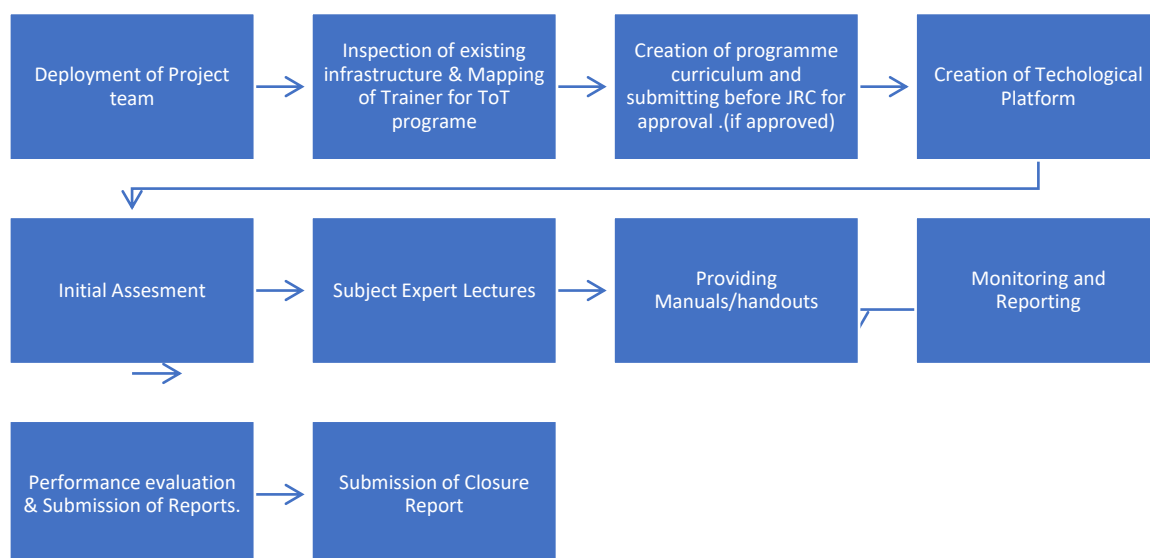 Deployment of Project
team
Inspection of existing
infrastructure & Mapping
of Trainer for ToT
programe
Creation of programme
curriculum and
submitting before JRC for
approval .(if approved)
Creation of Techological
Platform
Initial Assesment
Subject Expert Lectures
Providing
Manuals/handouts
Monitoring and
Reporting
Performance evaluation
& Submission of Reports.
Submission of Closure
Report